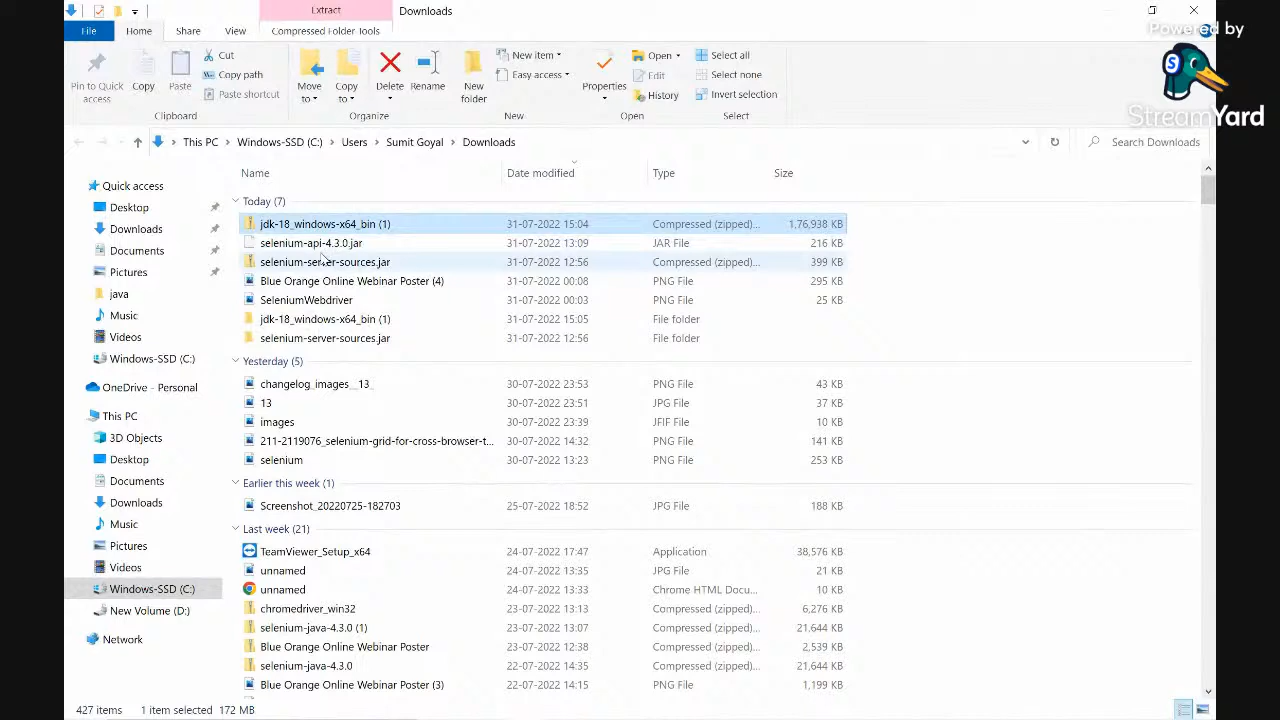 Extract
Downloads
File
Home
Share
View
Compressed Folder Tools
Powered by
StreamYard
Pin to Quick access
Copy
Paste
Cut
Copy path
Paste shortcut
Clipboard
Move to
Copy to
Delete
Rename
Organize
New folder
New item
Easy access
New
Properties
Open
Edit
History
Open
Select all
Select none
Invert selection
Select
This PC > Windows-SSD (C:) > Users > Sumit Goyal > Downloads
Search Downloads
Quick access
Desktop
Downloads
Documents
Pictures
java
Music
Videos
Windows-SSD (C:)
OneDrive - Personal
This PC
3D Objects
Desktop
Documents
Downloads
Music
Pictures
Videos
Windows-SSD (C:)
New Volume (D:)
Network
Name Date modified Type Size
Today (7)
jdk-18_windows-x64_bin (1) 31-07-2022 15:04 Compressed (zipped)... 1,76,938 KB
selenium-api-4.3.0.jar 31-07-2022 13:09 JAR File 216 KB
selenium-server-sources.jar 31-07-2022 12:56 Compressed (zipped)... 399 KB
Blue Orange Online Webinar Poster (4) 31-07-2022 00:08 PNG File 295 KB
SeleniumWebdriver 31-07-2022 00:03 PNG File 25 KB
jdk-18_windows-x64_bin (1) 31-07-2022 15:05 File folder
selenium-server-sources.jar 31-07-2022 12:56 File folder
Yesterday (5)
changelog_images__13_ 30-07-2022 23:53 PNG File 43 KB
13 30-07-2022 23:51 JPG File 37 KB
images 30-07-2022 23:39 JFIF File 10 KB
211-2119076_selenium-grid-for-cross-browser-t... 30-07-2022 14:32 PNG File 141 KB
selenium 30-07-2022 13:23 PNG File 253 KB
Earlier this week (1)
Screenshot_20220725-182703 25-07-2022 18:52 JPG File 188 KB
Last week (21)
TeamViewer_Setup_x64 24-07-2022 17:47 Application 38,576 KB
unnamed 24-07-2022 13:35 JPG File 21 KB
unnamed 24-07-2022 13:33 Chrome HTML Docu... 10 KB
chromedriver_win32 23-07-2022 13:13 Compressed (zipped)... 6,276 KB
selenium-java-4.3.0 (1) 23-07-2022 13:07 Compressed (zipped)... 21,644 KB
Blue Orange Online Webinar Poster 23-07-2022 12:38 Compressed (zipped)... 2,539 KB
selenium-java-4.3.0 22-07-2022 14:35 Compressed (zipped)... 21,644 KB
Blue Orange Online Webinar Poster (3) 22-07-2022 14:15 PNG File 1,199 KB
427 items 1 item selected 172 MB